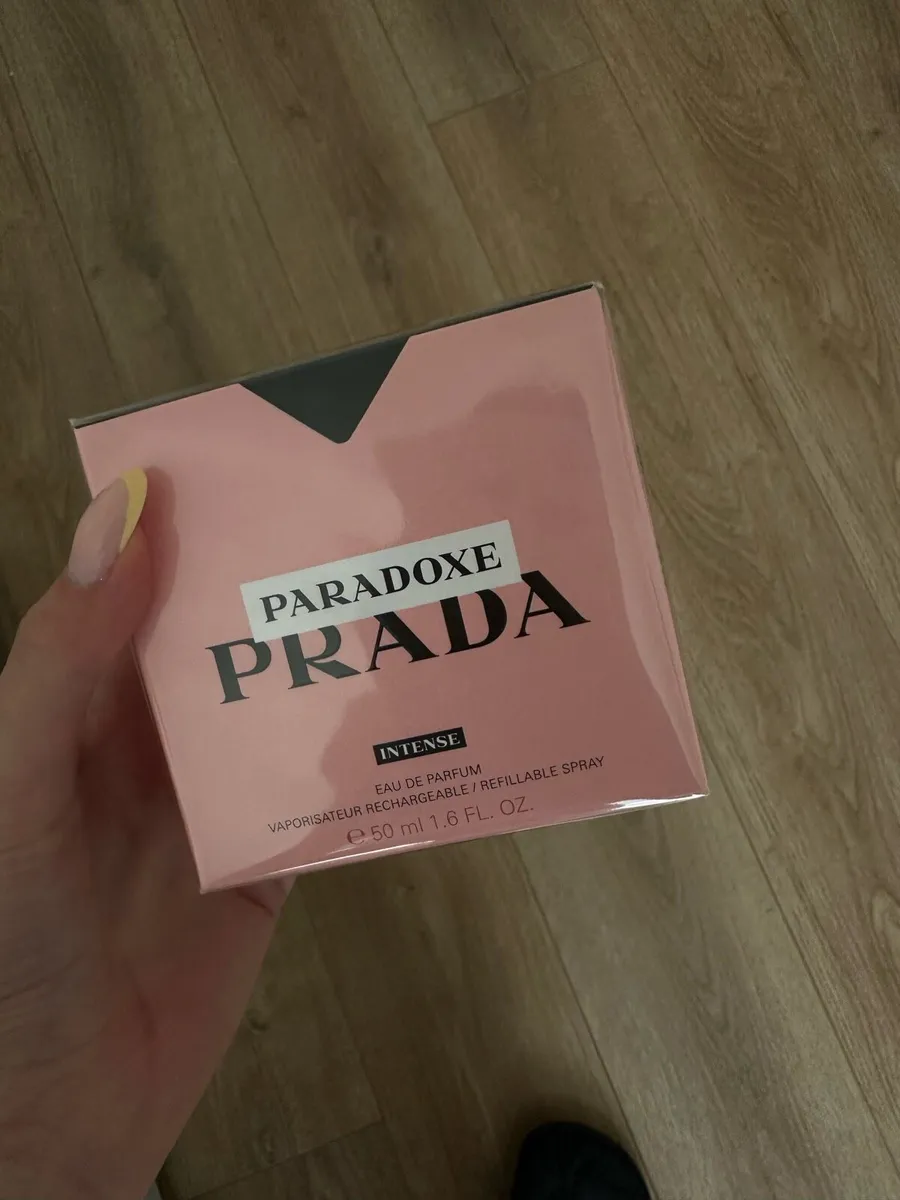 PARADOXE
PRADA
INTENSE
EAU DE PARFUM
VAPORISATEUR RECHARGEABLE / REFILLABLE SPRAY
℮ 50 ml 1.6 FL. OZ.